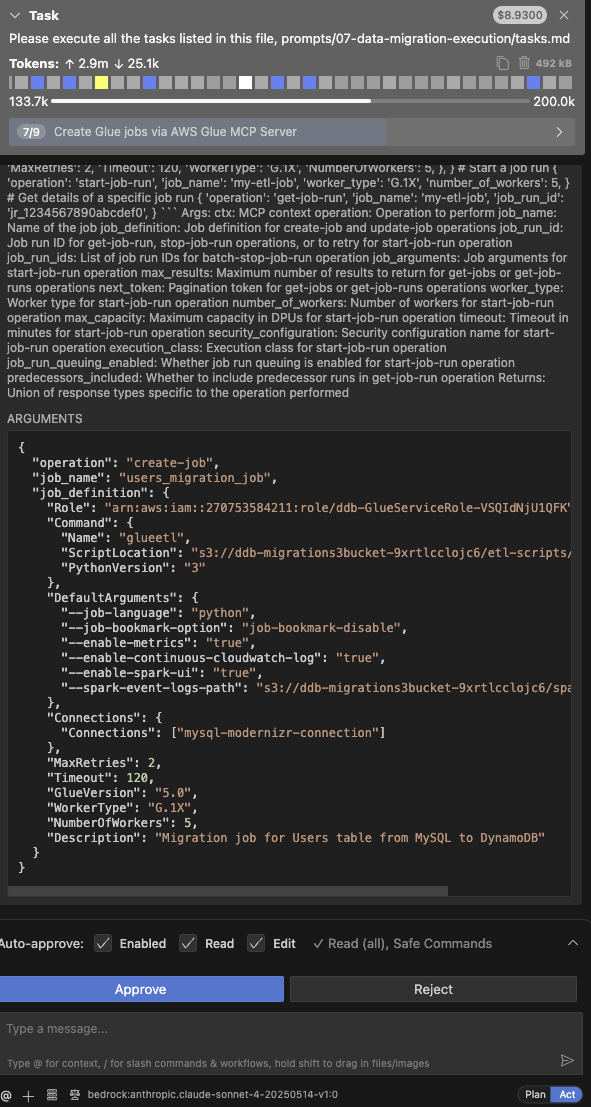 Task
$8.9300
Please execute all the tasks listed in this file, prompts/07-data-migration-execution/tasks.md
Tokens: ↑ 2.9m ↓ 25.1k
492 kB
133.7k
200.0k
7/9 Create Glue jobs via AWS Glue MCP Server
'MaxRetries': 2, 'Timeout': 120, 'WorkerType': 'G.1X', 'NumberOfWorkers': 5, }, } # Start a job run {
'operation': 'start-job-run', 'job_name': 'my-etl-job', 'worker_type': 'G.1X', 'number_of_workers': 5, }
# Get details of a specific job run { 'operation': 'get-job-run', 'job_name': 'my-etl-job', 'job_run_id':
'jr_1234567890abcdef0', } ``` Args: ctx: MCP context operation: Operation to perform job_name: Name of the job job_definition: Job definition for create-job and update-job operations job_run_id:
Job run ID for get-job-run, stop-job-run operations, or to retry for start-job-run operation
job_run_ids: List of job run IDs for batch-stop-job-run operation job_arguments: Job arguments for
start-job-run operation max_results: Maximum number of results to return for get-jobs or get-job-
runs operations next_token: Pagination token for get-jobs or get-job-runs operations worker_type:
Worker type for start-job-run operation number_of_workers: Number of workers for start-job-run
operation max_capacity: Maximum capacity in DPUs for start-job-run operation timeout: Timeout
in minutes for start-job-run operation security_configuration: Security configuration name for start-
job-run operation execution_class: Execution class for start-job-run operation
job_run_queuing_enabled: Whether job run queuing is enabled for start-job-run operation
predecessors_included: Whether to include predecessor runs in get-job-run operation Returns:
Union of response types specific to the operation performed
ARGUMENTS
{
"operation": "create-job",
"job_name": "users_migration_job",
"job_definition": {
"Role": "arn:aws:iam::270753584211:role/ddb-GlueServiceRole-VSQIdNjU1QFK"
"Command": {
"Name": "glueetl",
"ScriptLocation": "s3://ddb-migrations3bucket-9xrtlcclojc6/etl-scripts/
"PythonVersion": "3"
},
"DefaultArguments": {
"--job-language": "python",
"--job-bookmark-option": "job-bookmark-disable",
"--enable-metrics": "true",
"--enable-continuous-cloudwatch-log": "true",
"--enable-spark-ui": "true",
"--spark-event-logs-path": "s3://ddb-migrations3bucket-9xrtlcclojc6/spa
},
"Connections": {
"Connections": ["mysql-modernizr-connection"]
},
"MaxRetries": 2,
"Timeout": 120,
"GlueVersion": "5.0",
"WorkerType": "G.1X",
"NumberOfWorkers": 5,
"Description": "Migration job for Users table from MySQL to DynamoDB"
}
}
Auto-approve: Enabled Read Edit ✓ Read (all), Safe Commands
Approve
Reject
Type a message...
Type @ for context, / for slash commands & workflows, hold shift to drag in files/images
@ + bedrock:anthropic.claude-sonnet-4-20250514-v1:0
Plan Act